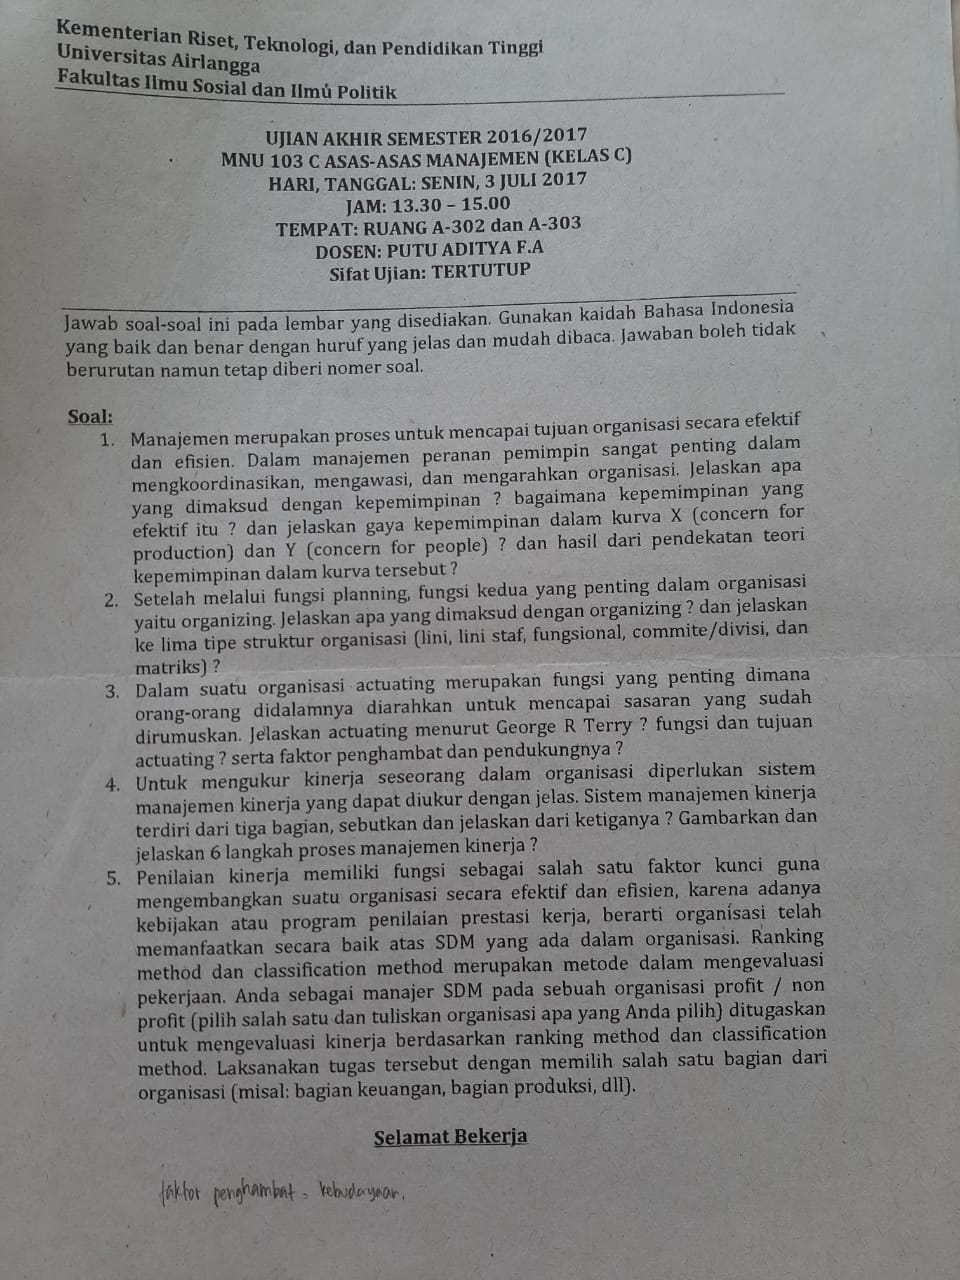 Kementerian Riset, Teknologi, dan Pendidikan Tinggi
Universitas Airlangga
Fakultas Ilmu Sosial dan Ilmu Politik
UJIAN AKHIR SEMESTER 2016/2017
MNU 103 C ASAS-ASAS MANAJEMEN (KELAS C)
HARI, TANGGAL: SENIN, 3 JULI 2017
JAM: 13.30 – 15.00
TEMPAT: RUANG A-302 dan A-303
DOSEN: PUTU ADITYA F.A
Sifat Ujian: TERTUTUP
Jawab soal-soal ini pada lembar yang disediakan. Gunakan kaidah Bahasa Indonesia
yang baik dan benar dengan huruf yang jelas dan mudah dibaca. Jawaban boleh tidak
berurutan namun tetap diberi nomer soal.
Soal:
1. Manajemen merupakan proses untuk mencapai tujuan organisasi secara efektif
dan efisien. Dalam manajemen peranan pemimpin sangat penting dalam
mengkoordinasikan, mengawasi, dan mengarahkan organisasi. Jelaskan apa
yang dimaksud dengan kepemimpinan ? bagaimana kepemimpinan yang
efektif itu ? dan jelaskan gaya kepemimpinan dalam kurva X (concern for
production) dan Y (concern for people) ? dan hasil dari pendekatan teori
kepemimpinan dalam kurva tersebut ?
2. Setelah melalui fungsi planning, fungsi kedua yang penting dalam organisasi
yaitu organizing. Jelaskan apa yang dimaksud dengan organizing ? dan jelaskan
ke lima tipe struktur organisasi (lini, lini staf, fungsional, commite/divisi, dan
matriks) ?
3. Dalam suatu organisasi actuating merupakan fungsi yang penting dimana
orang-orang didalamnya diarahkan untuk mencapai sasaran yang sudah
dirumuskan. Jelaskan actuating menurut George R Terry ? fungsi dan tujuan
actuating ? serta faktor penghambat dan pendukungnya ?
4. Untuk mengukur kinerja seseorang dalam organisasi diperlukan sistem
manajemen kinerja yang dapat diukur dengan jelas. Sistem manajemen kinerja
terdiri dari tiga bagian, sebutkan dan jelaskan dari ketiganya ? Gambarkan dan
jelaskan 6 langkah proses manajemen kinerja ?
5. Penilaian kinerja memiliki fungsi sebagai salah satu faktor kunci guna
mengembangkan suatu organisasi secara efektif dan efisien, karena adanya
kebijakan atau program penilaian prestasi kerja, berarti organisasi telah
memanfaatkan secara baik atas SDM yang ada dalam organisasi. Ranking
method dan classification method merupakan metode dalam mengevaluasi
pekerjaan. Anda sebagai manajer SDM pada sebuah organisasi profit / non
profit (pilih salah satu dan tuliskan organisasi apa yang Anda pilih) ditugaskan
untuk mengevaluasi kinerja berdasarkan ranking method dan classification
method. Laksanakan tugas tersebut dengan memilih salah satu bagian dari
organisasi (misal: bagian keuangan, bagian produksi, dll).
Selamat Bekerja
faktor penghambat = kebudayaan.